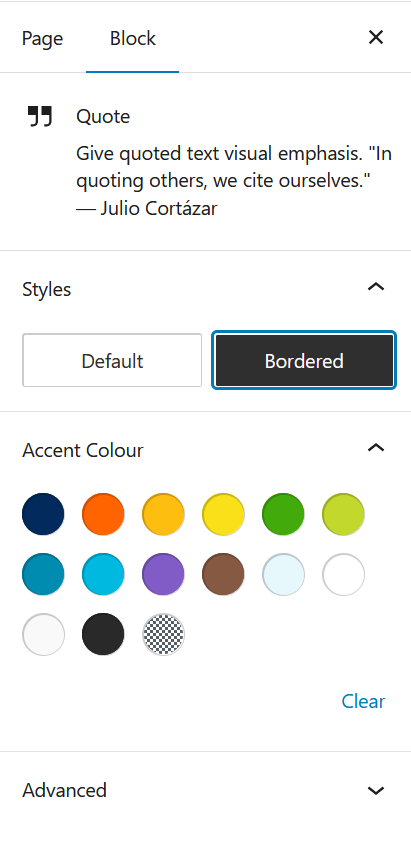 Page Block
Quote
Give quoted text visual emphasis. "In
quoting others, we cite ourselves."
— Julio Cortázar
Styles
Default Bordered
Accent Colour
Clear
Advanced